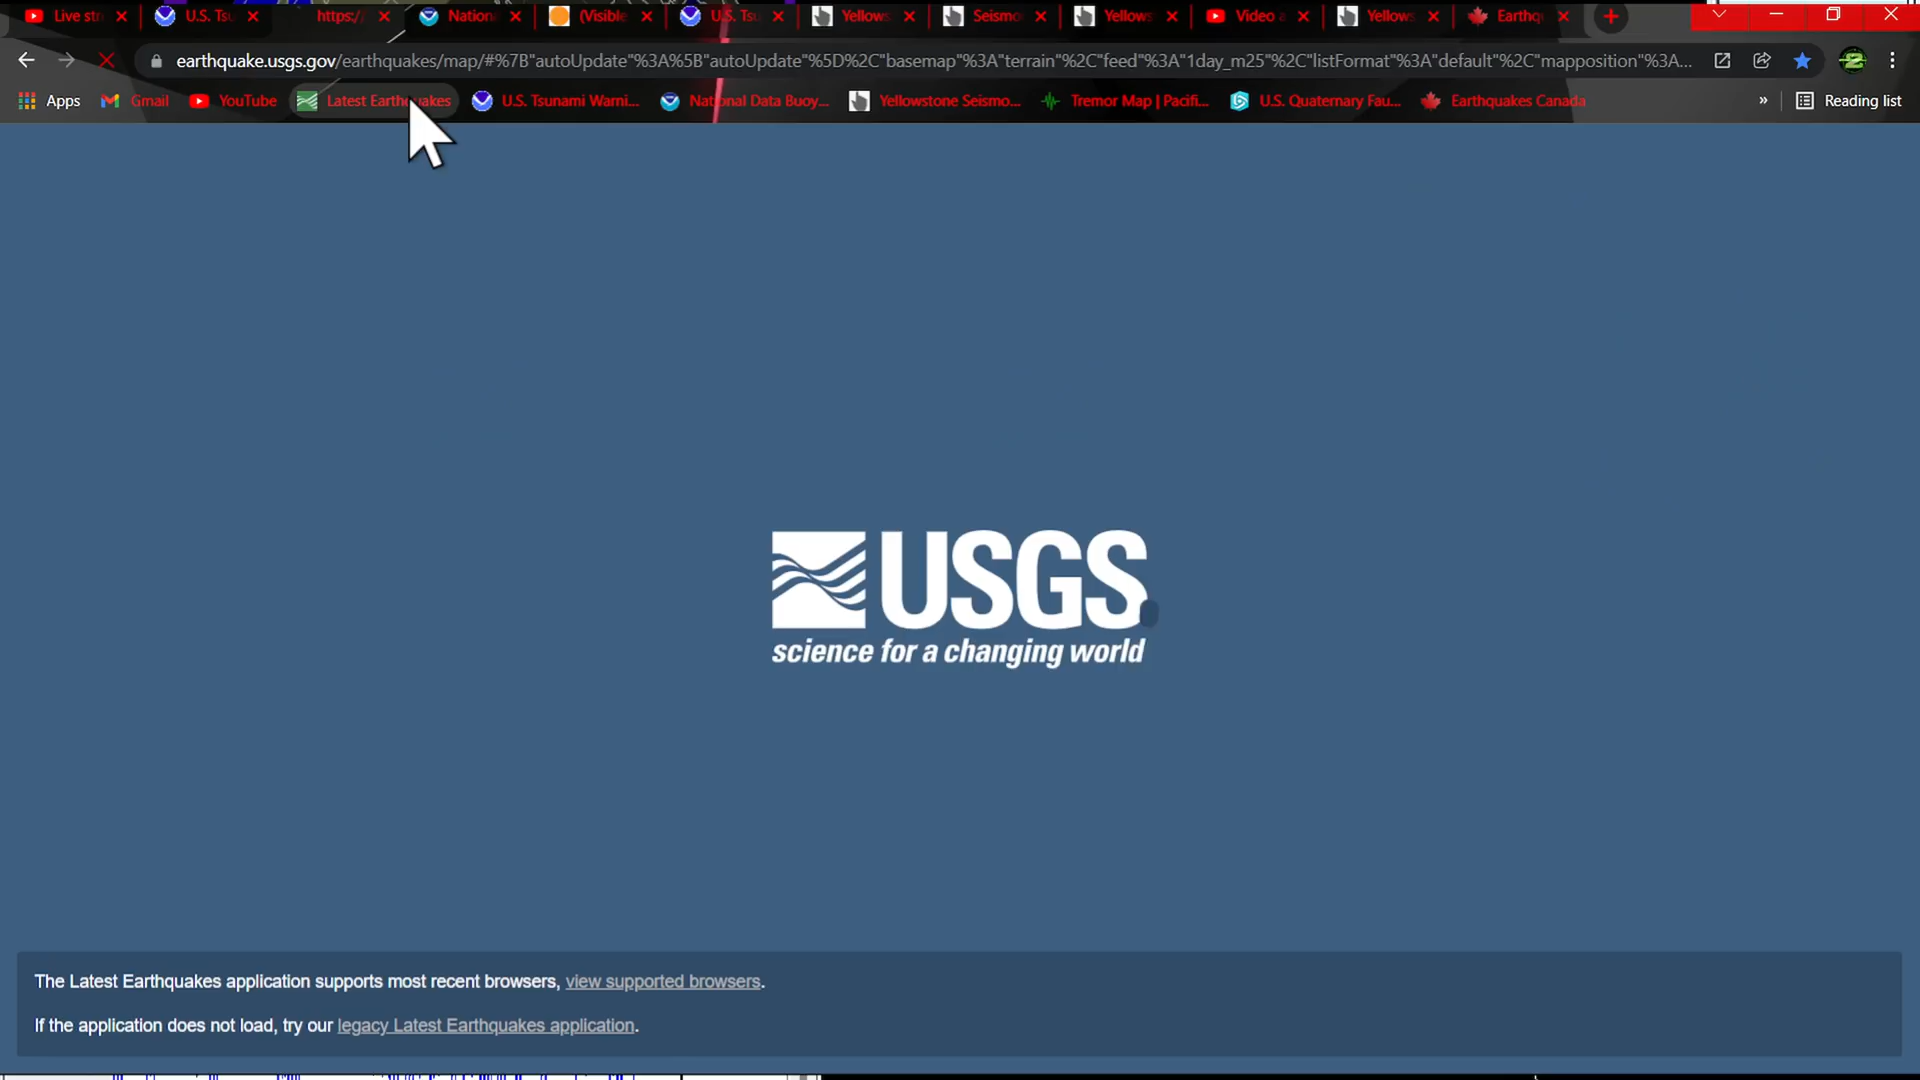 Live str
U.S. Tsu
https:/
Nation
(Visible
U.S. Tsu
Yellows
Seismo
Yellows
Video a
Yellows
Earthqu
earthquake.usgs.gov/earthquakes/map/#%7B"autoUpdate"%3A%5B"autoUpdate"%5D%2C"basemap"%3A"terrain"%2C"feed"%3A"1day_m25"%2C"listFormat"%3A"default"%2C"mapposition"%3A...
Apps
Gmail
YouTube
Latest Earthquakes
U.S. Tsunami Warni...
National Data Buoy...
Yellowstone Seismo...
Tremor Map | Pacifi...
U.S. Quaternary Fau...
Earthquakes Canada
»
Reading list
USGS
science for a changing world
The Latest Earthquakes application supports most recent browsers, view supported browsers.
If the application does not load, try our legacy Latest Earthquakes application.